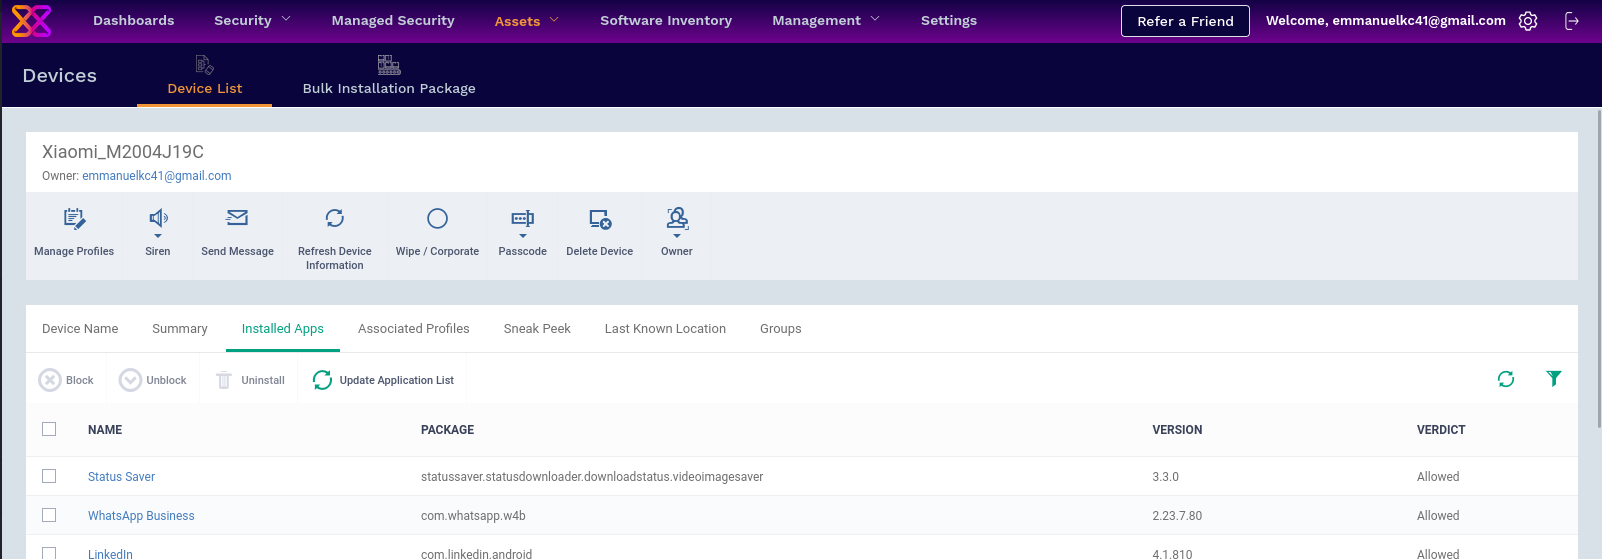 Dashboards Security Managed Security Assets Software Inventory Management Settings Refer a Friend Welcome, emmanuelkc41@gmail.com
Devices Device List Bulk Installation Package
Xiaomi_M2004J19C
Owner: emmanuelkc41@gmail.com
Manage Profiles Siren Send Message Refresh Device Information Wipe / Corporate Passcode Delete Device Owner
Device Name Summary Installed Apps Associated Profiles Sneak Peek Last Known Location Groups
Block Unblock Uninstall Update Application List
NAME PACKAGE VERSION VERDICT
Status Saver statussaver.statusdownloader.downloadstatus.videoimagesaver 3.3.0 Allowed
WhatsApp Business com.whatsapp.w4b 2.23.7.80 Allowed
LinkedIn com.linkedin.android 4.1.810 Allowed